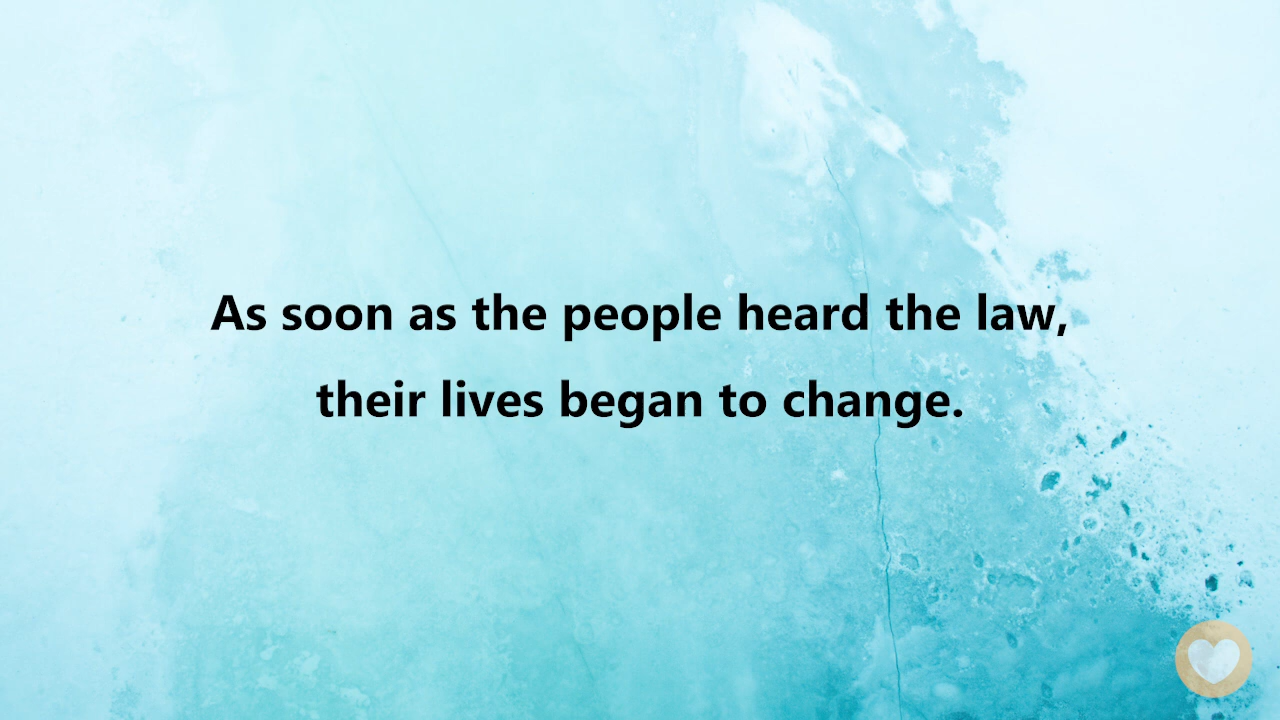 As soon as the people heard the law,
their lives began to change.